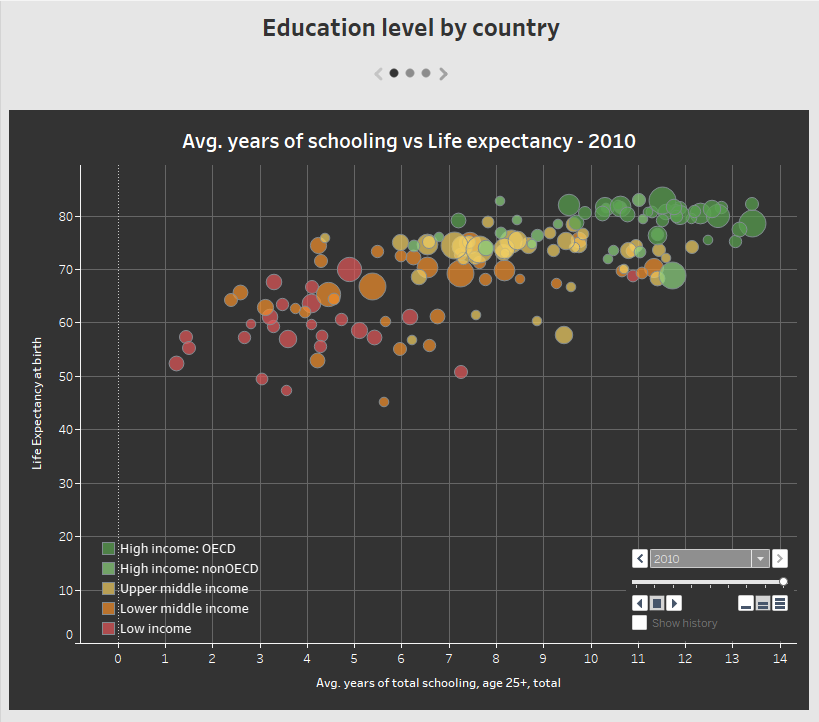 Education level by country
Avg. years of schooling vs Life expectancy - 2010
Life Expectancy at birth
80
70
60
50
40
30
20
10
0
High income: OECD
High income: nonOECD
Upper middle income
Lower middle income
Low income
2010
Show history
0 1 2 3 4 5 6 7 8 9 10 11 12 13 14
Avg. years of total schooling, age 25+, total